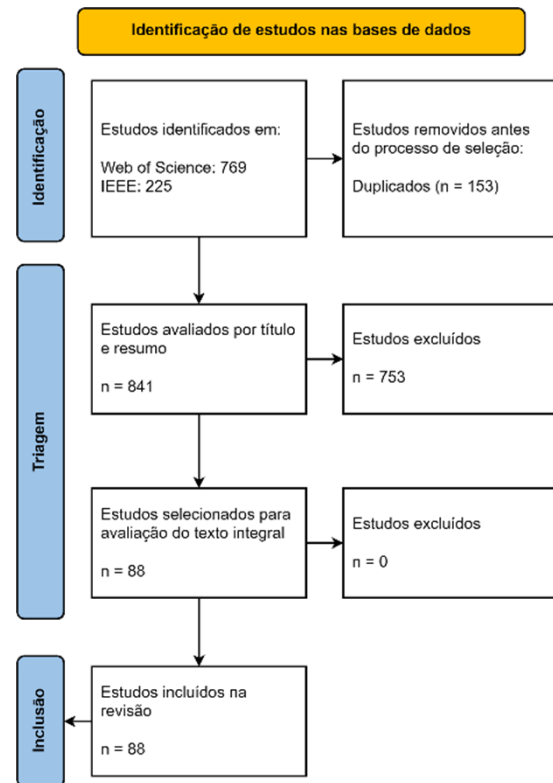 Identificação de estudos nas bases de dados
Identificação
Estudos identificados em:
Web of Science: 769
IEEE: 225
Estudos removidos antes
do processo de seleção:
Duplicados (n = 153)
Triagem
Estudos avaliados por título
e resumo
n = 841
Estudos excluídos
n = 753
Estudos selecionados para
avaliação do texto integral
n = 88
Estudos excluídos
n = 0
Inclusão
Estudos incluídos na
revisão
n = 88